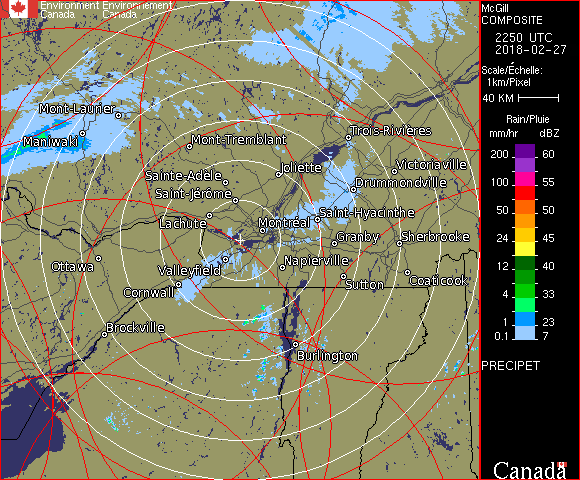 Environment Environnement
Canada Canada
McGill
COMPOSITE
2250 UTC
2018-02-27
Scale/Échelle:
1km/Pixel
40 KM
Rain/Pluie
mm/hr dBZ
200 60
100 55
50 50
24 45
12 40
4 33
1 23
0.1 7
PRECIPET
Canada
Mont-Laurier
Maniwaki
Mont-Tremblant
Trois-Rivières
Sainte-Adèle
Joliette
Victoriaville
Saint-Jérôme
Drummondville
Lachute
Montréal
Saint-Hyacinthe
Granby
Sherbrooke
Ottawa
Valleyfield
Napierville
Cornwall
Sutton
Coaticook
Brockville
Burlington